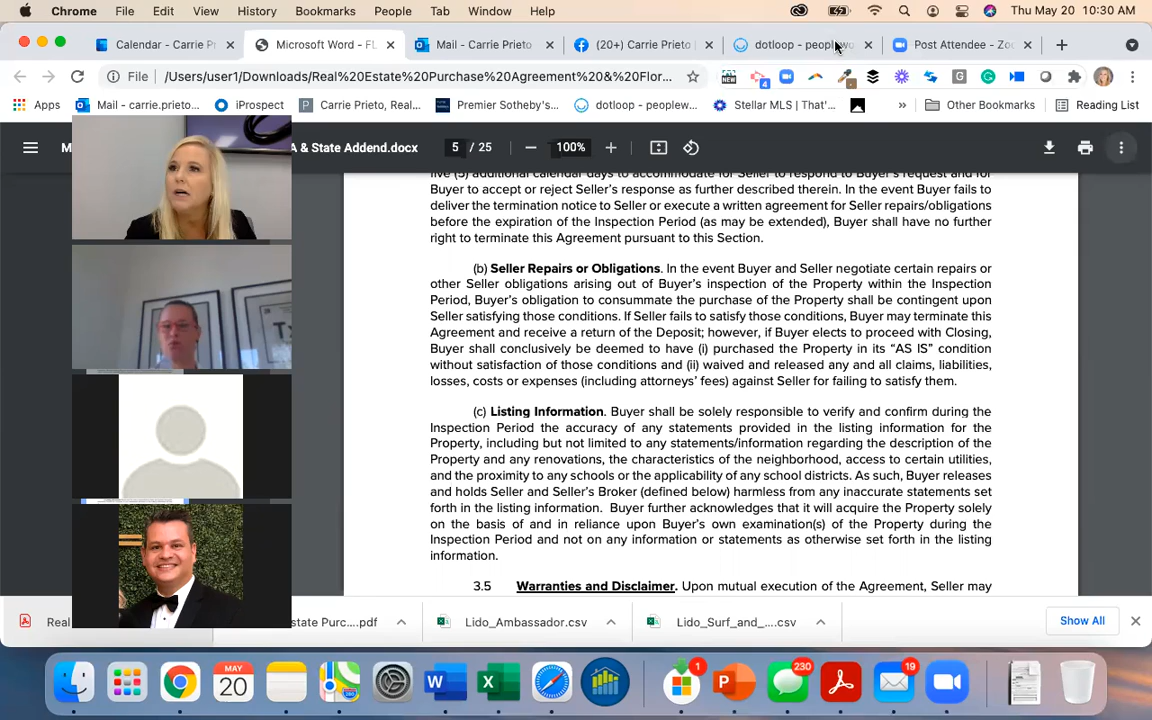 Chrome File Edit View History Bookmarks People Tab Window Help Thu May 20 10:30 AM
Calendar - Carrie Pr Microsoft Word - FL Mail - Carrie Prieto (20+) Carrie Prieto dotloop - peoplewo Post Attendee - Zoo
File /Users/user1/Downloads/Real%20Estate%20Purchase%20Agreement%20&%20Flor...
Apps Mail - carrie.prieto... iProspect Carrie Prieto, Real... Premier Sotheby's... dotloop - peoplew... Stellar MLS | That'... » Other Bookmarks Reading List
M A & State Addend.docx 5 / 25 100%
five (5) additional calendar days to accommodate for Seller to respond to Buyer's request and for
Buyer to accept or reject Seller's response as further described therein. In the event Buyer fails to
deliver the termination notice to Seller or execute a written agreement for Seller repairs/obligations
before the expiration of the Inspection Period (as may be extended), Buyer shall have no further
right to terminate this Agreement pursuant to this Section.
(b) Seller Repairs or Obligations. In the event Buyer and Seller negotiate certain repairs or
other Seller obligations arising out of Buyer's inspection of the Property within the Inspection
Period, Buyer's obligation to consummate the purchase of the Property shall be contingent upon
Seller satisfying those conditions. If Seller fails to satisfy those conditions, Buyer may terminate this
Agreement and receive a return of the Deposit; however, if Buyer elects to proceed with Closing,
Buyer shall conclusively be deemed to have (i) purchased the Property in its "AS IS" condition
without satisfaction of those conditions and (ii) waived and released any and all claims, liabilities,
losses, costs or expenses (including attorneys' fees) against Seller for failing to satisfy them.
(c) Listing Information. Buyer shall be solely responsible to verify and confirm during the
Inspection Period the accuracy of any statements provided in the listing information for the
Property, including but not limited to any statements/information regarding the description of the
Property and any renovations, the characteristics of the neighborhood, access to certain utilities,
and the proximity to any schools or the applicability of any school districts. As such, Buyer releases
and holds Seller and Seller's Broker (defined below) harmless from any inaccurate statements set
forth in the listing information. Buyer further acknowledges that it will acquire the Property solely
on the basis of and in reliance upon Buyer's own examination(s) of the Property during the
Inspection Period and not on any information or statements as otherwise set forth in the listing
information.
3.5 Warranties and Disclaimer. Upon mutual execution of the Agreement, Seller may
Real state Purc....pdf Lido_Ambassador.csv Lido_Surf_and_....csv Show All
MAY 20 1 230 19